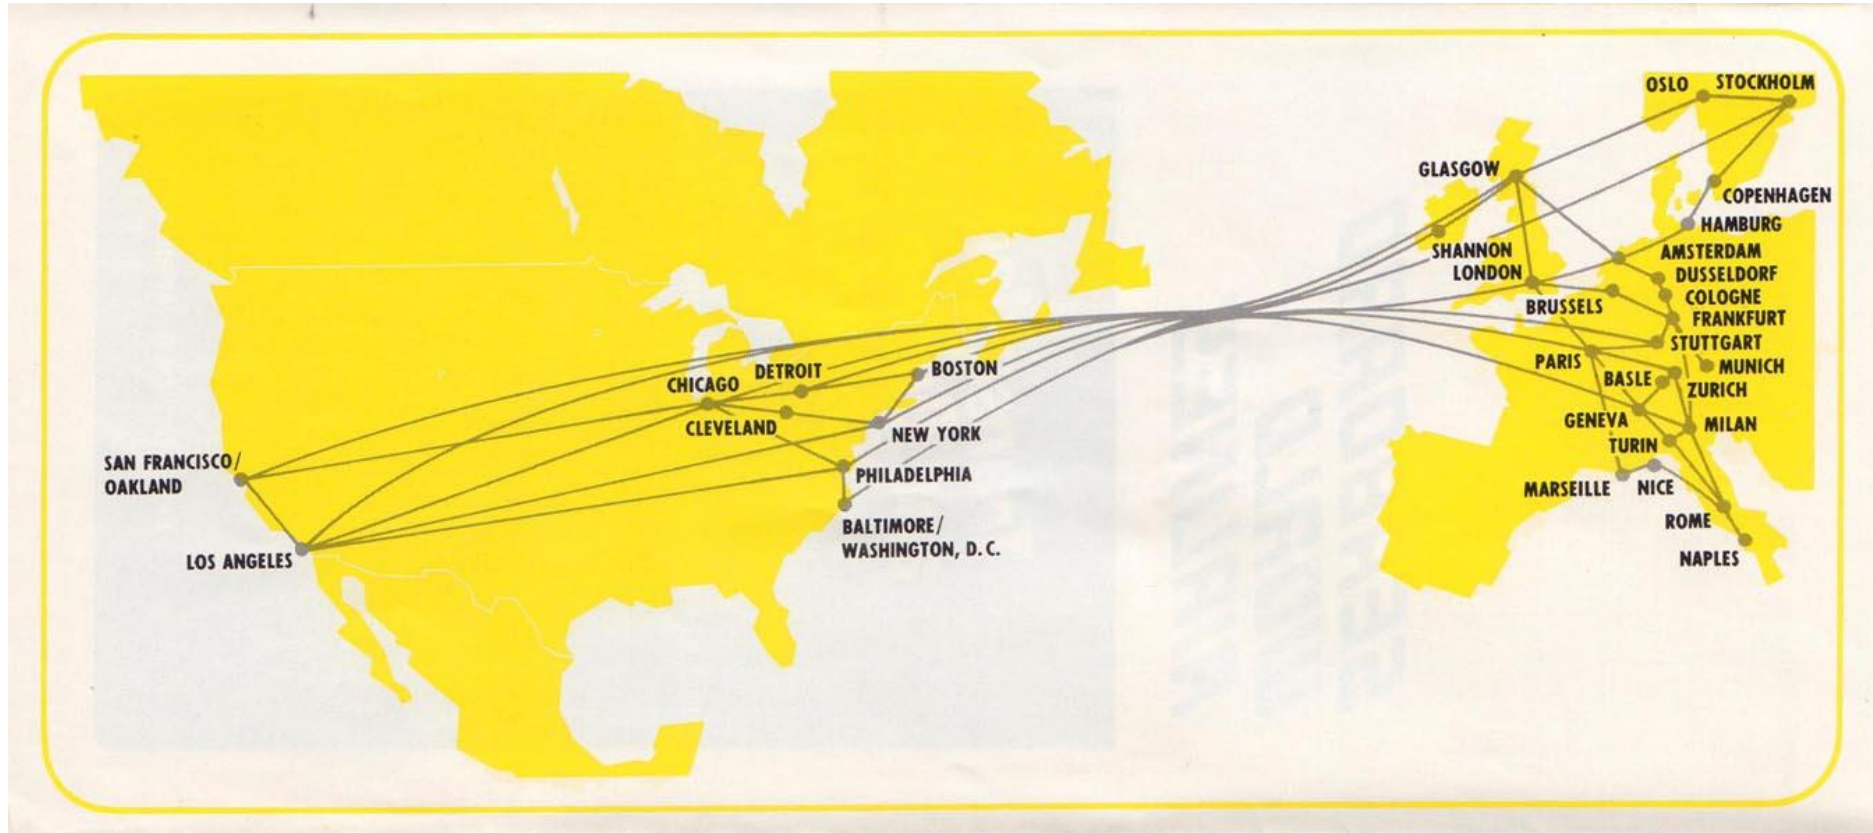 OSLO
STOCKHOLM
GLASGOW
COPENHAGEN
HAMBURG
SHANNON
AMSTERDAM
LONDON
DUSSELDORF
COLOGNE
BRUSSELS
FRANKFURT
STUTTGART
PARIS
MUNICH
BASLE
ZURICH
GENEVA
MILAN
TURIN
MARSEILLE
NICE
ROME
NAPLES
DETROIT
BOSTON
CHICAGO
CLEVELAND
NEW YORK
SAN FRANCISCO/
OAKLAND
PHILADELPHIA
BALTIMORE/
WASHINGTON, D.C.
LOS ANGELES